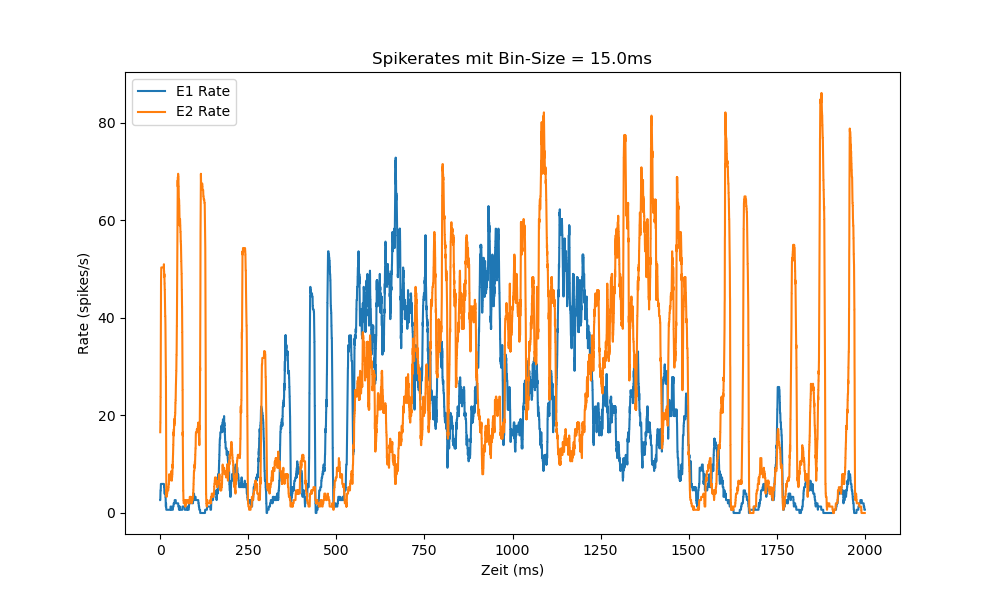 Spikerates mit Bin-Size = 15.0ms
E1 Rate
E2 Rate
80
60
40
20
0
Rate (spikes/s)
0 250 500 750 1000 1250 1500 1750 2000
Zeit (ms)